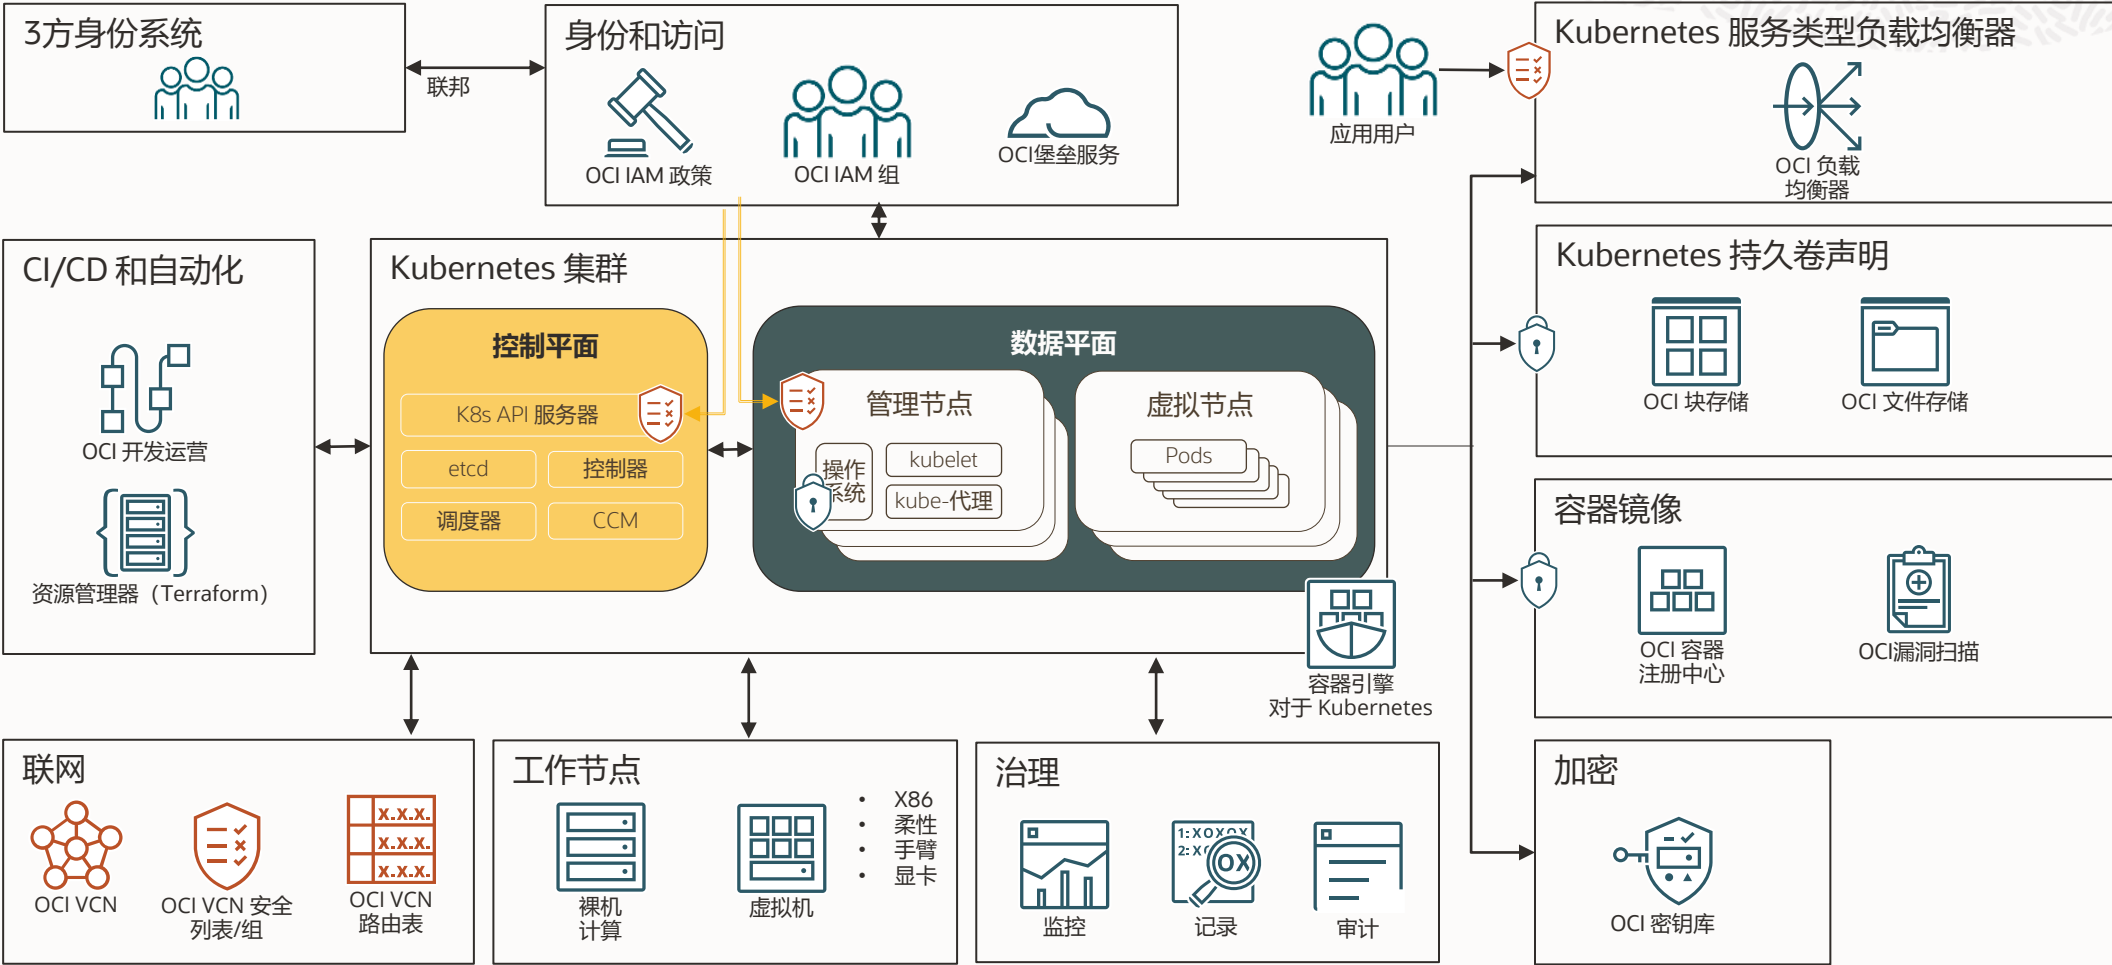 3方身份系统
联邦
身份和访问
OCI IAM 政策
OCI IAM 组
OCI堡垒服务
应用用户
Kubernetes 服务类型负载均衡器
OCI 负载
均衡器
CI/CD 和自动化
OCI 开发运营
资源管理器（Terraform）
Kubernetes 集群
控制平面
K8s API 服务器
etcd
控制器
调度器
CCM
数据平面
管理节点
操作
系统
kubelet
kube-代理
虚拟节点
Pods
容器引擎
对于 Kubernetes
Kubernetes 持久卷声明
OCI 块存储
OCI 文件存储
容器镜像
OCI 容器
注册中心
OCI漏洞扫描
联网
OCI VCN
OCI VCN 安全
列表/组
x.x.x.
x.x.x.
x.x.x.
OCI VCN
路由表
工作节点
裸机
计算
虚拟机
• X86
• 柔性
• 手臂
• 显卡
治理
监控
1: XOXOX
2: X
OX
记录
审计
加密
OCI 密钥库